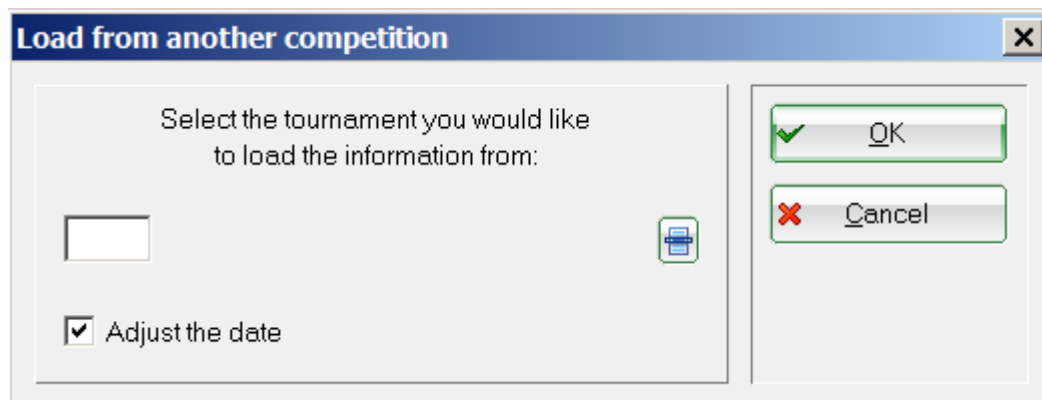 Load from another competition
Select the tournament you would like
to load the information from:
Adjust the date
OK
Cancel